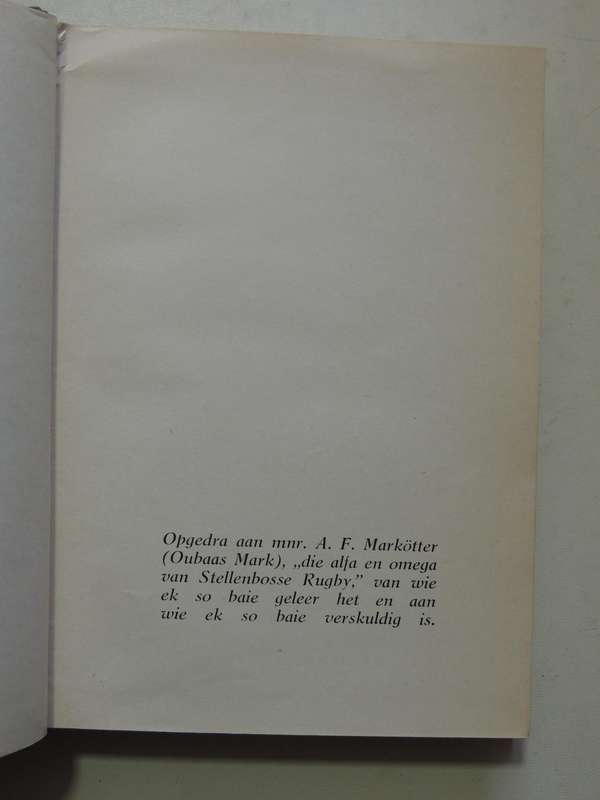 Opgedra aan mnr. A. F. Markötter
(Oubaas Mark), „die alfa en omega
van Stellenbosse Rugby,” van wie
ek so baie geleer het en aan
wie ek so baie verskuldig is.